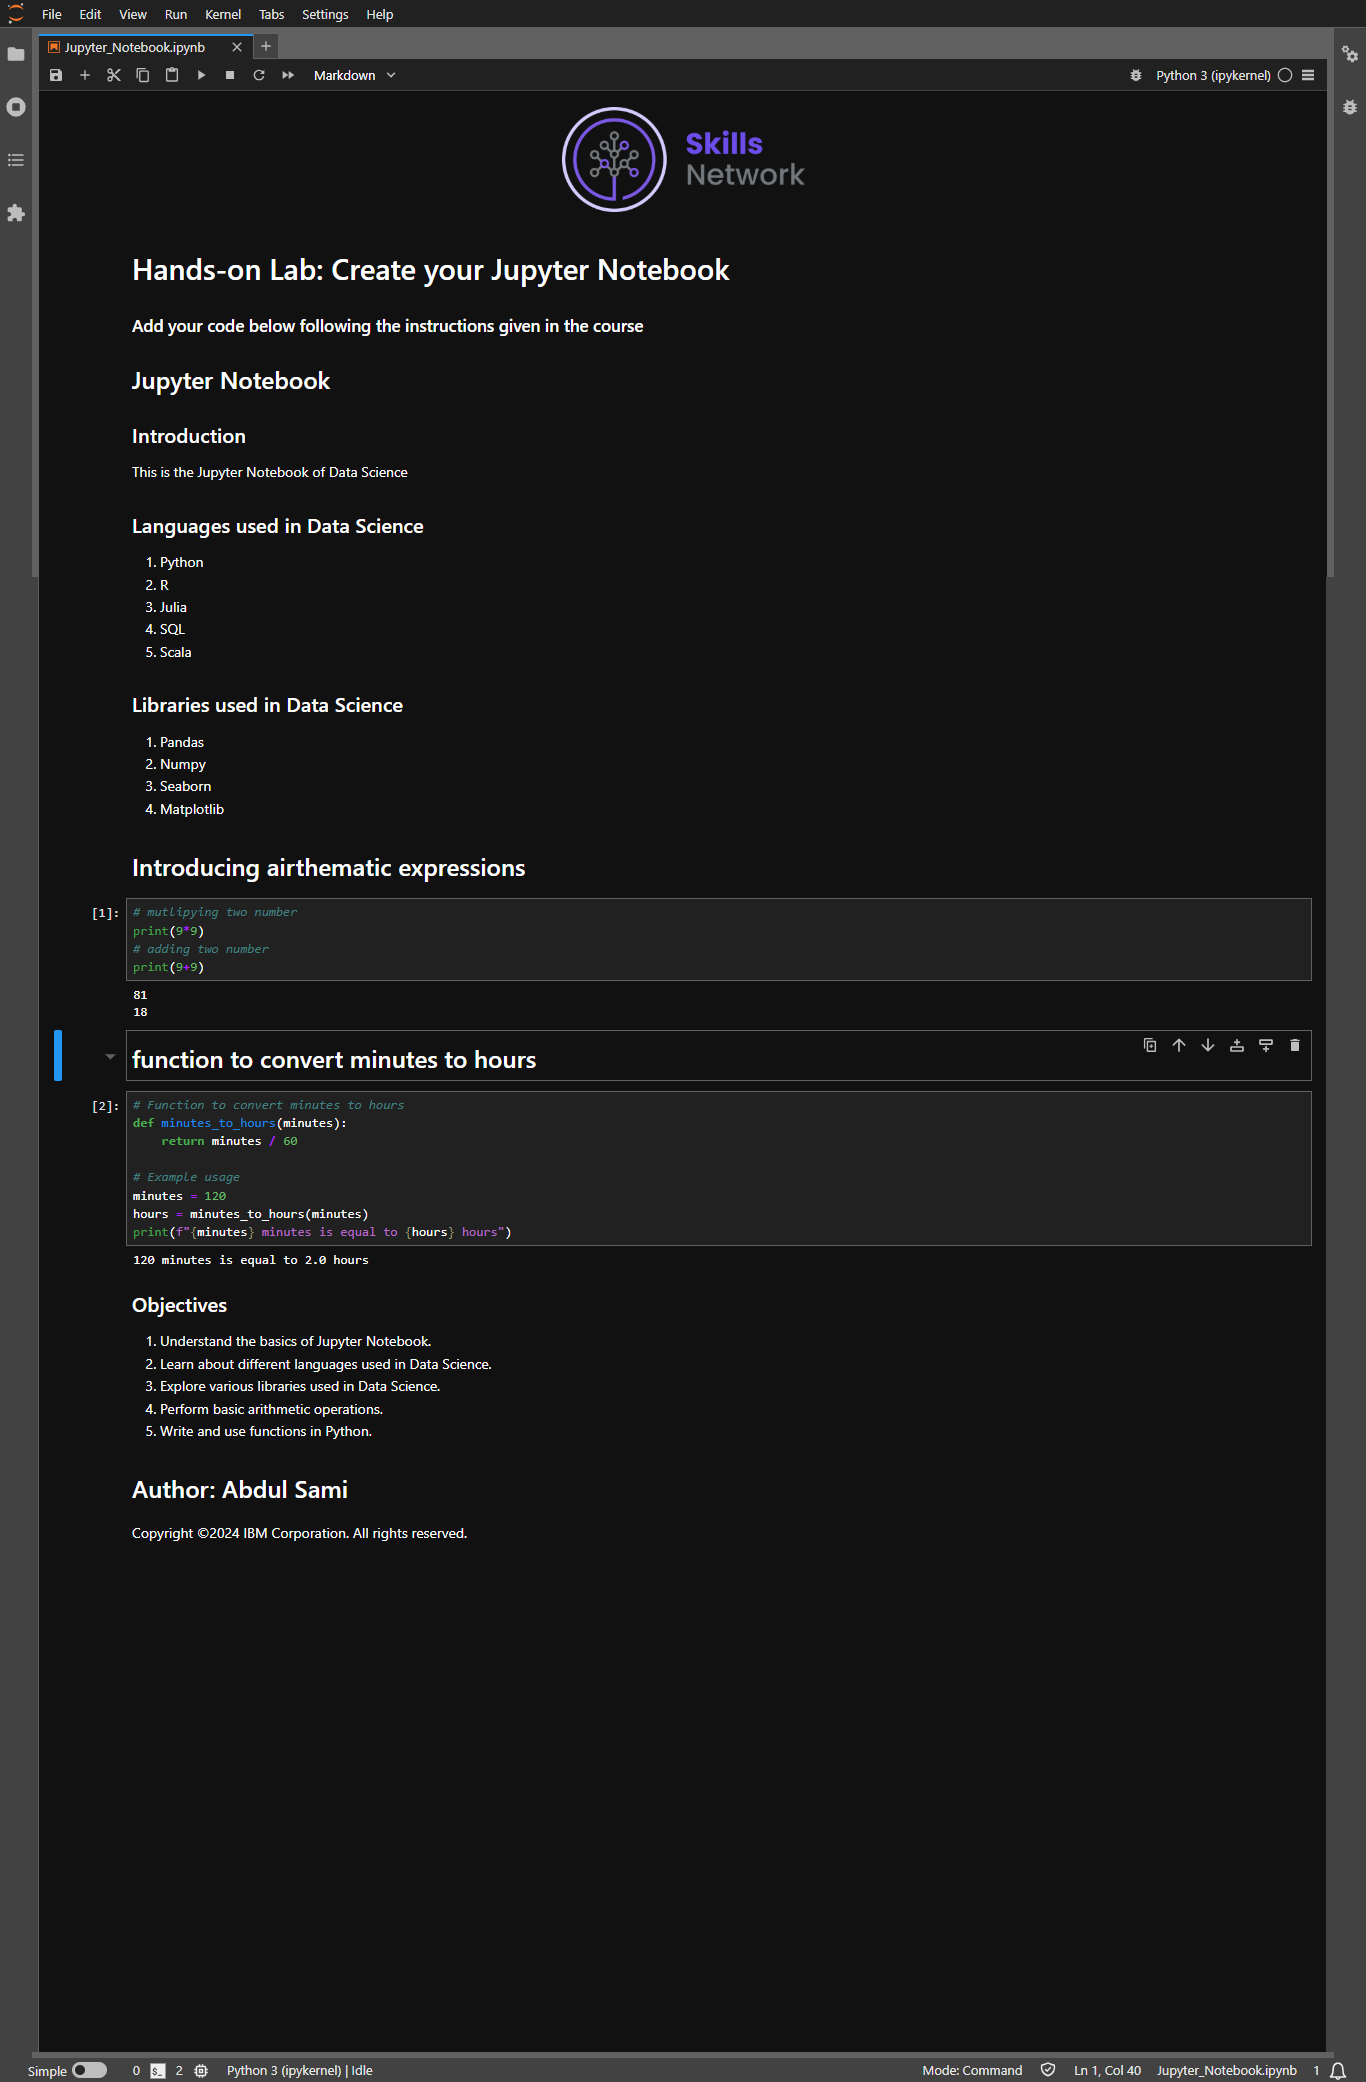 File Edit View Run Kernel Tabs Settings Help
Jupyter_Notebook.ipynb
Markdown Python 3 (ipykernel)
Skills
Network
Hands-on Lab: Create your Jupyter Notebook
Add your code below following the instructions given in the course
Jupyter Notebook
Introduction
This is the Jupyter Notebook of Data Science
Languages used in Data Science
1. Python
2. R
3. Julia
4. SQL
5. Scala
Libraries used in Data Science
1. Pandas
2. Numpy
3. Seaborn
4. Matplotlib
Introducing airthematic expressions
[1]: # mutlipying two number
print(9*9)
# adding two number
print(9+9)
81
18
function to convert minutes to hours
[2]: # Function to convert minutes to hours
def minutes_to_hours(minutes):
    return minutes / 60
# Example usage
minutes = 120
hours = minutes_to_hours(minutes)
print(f"{minutes} minutes is equal to {hours} hours")
120 minutes is equal to 2.0 hours
Objectives
1. Understand the basics of Jupyter Notebook.
2. Learn about different languages used in Data Science.
3. Explore various libraries used in Data Science.
4. Perform basic arithmetic operations.
5. Write and use functions in Python.
Author: Abdul Sami
Copyright ©2024 IBM Corporation. All rights reserved.
Simple 0 $_ 2 Python 3 (ipykernel) | Idle Mode: Command Ln 1, Col 40 Jupyter_Notebook.ipynb 1